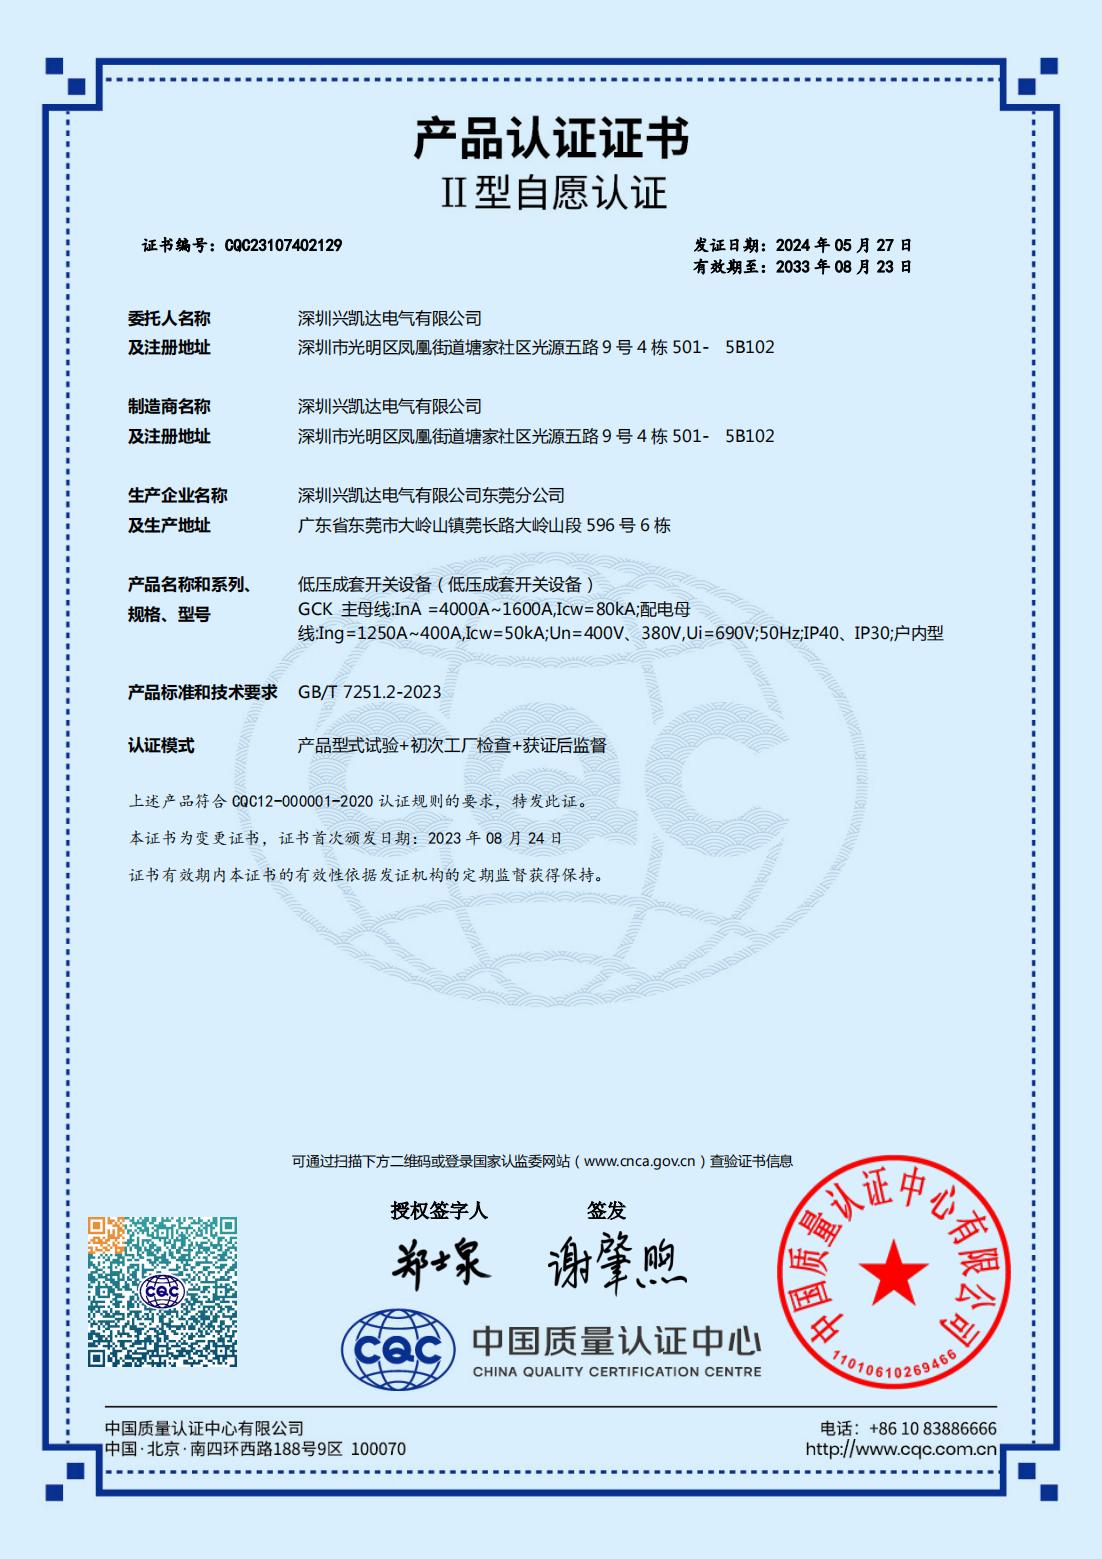 产品认证证书
II 型自愿认证
证书编号：CQC23107402129
发证日期：2024 年 05 月 27 日
有效期至：2033 年 08 月 23 日
委托人名称 深圳兴凯达电气有限公司
及注册地址 深圳市光明区凤凰街道塘家社区光源五路 9 号 4 栋 501- 5B102
制造商名称 深圳兴凯达电气有限公司
及注册地址 深圳市光明区凤凰街道塘家社区光源五路 9 号 4 栋 501- 5B102
生产企业名称 深圳兴凯达电气有限公司东莞分公司
及生产地址 广东省东莞市大岭山镇莞长路大岭山段 596 号 6 栋
产品名称和系列、 低压成套开关设备（低压成套开关设备）
规格、型号 GCK 主母线:InA =4000A~1600A,Icw=80kA;配电母
线:Ing=1250A~400A,Icw=50kA;Un=400V、380V,Ui=690V;50Hz;IP40、IP30;户内型
产品标准和技术要求 GB/T 7251.2-2023
认证模式 产品型式试验+初次工厂检查+获证后监督
上述产品符合 CQC12-000001-2020 认证规则的要求，特发此证。
本证书为变更证书，证书首次颁发日期：2023 年 08 月 24 日
证书有效期内本证书的有效性依据发证机构的定期监督获得保持。
CQC
可通过扫描下方二维码或登录国家认监委网站（www.cnca.gov.cn）查验证书信息
授权签字人 签发
郑士泉 谢肇煦
CQC
CQC 中国质量认证中心
CHINA QUALITY CERTIFICATION CENTRE
中国质量认证中心有限公司
11010610269466
中国质量认证中心有限公司
中国·北京·南四环西路188号9区 100070
电话：+86 10 83886666
http://www.cqc.com.cn